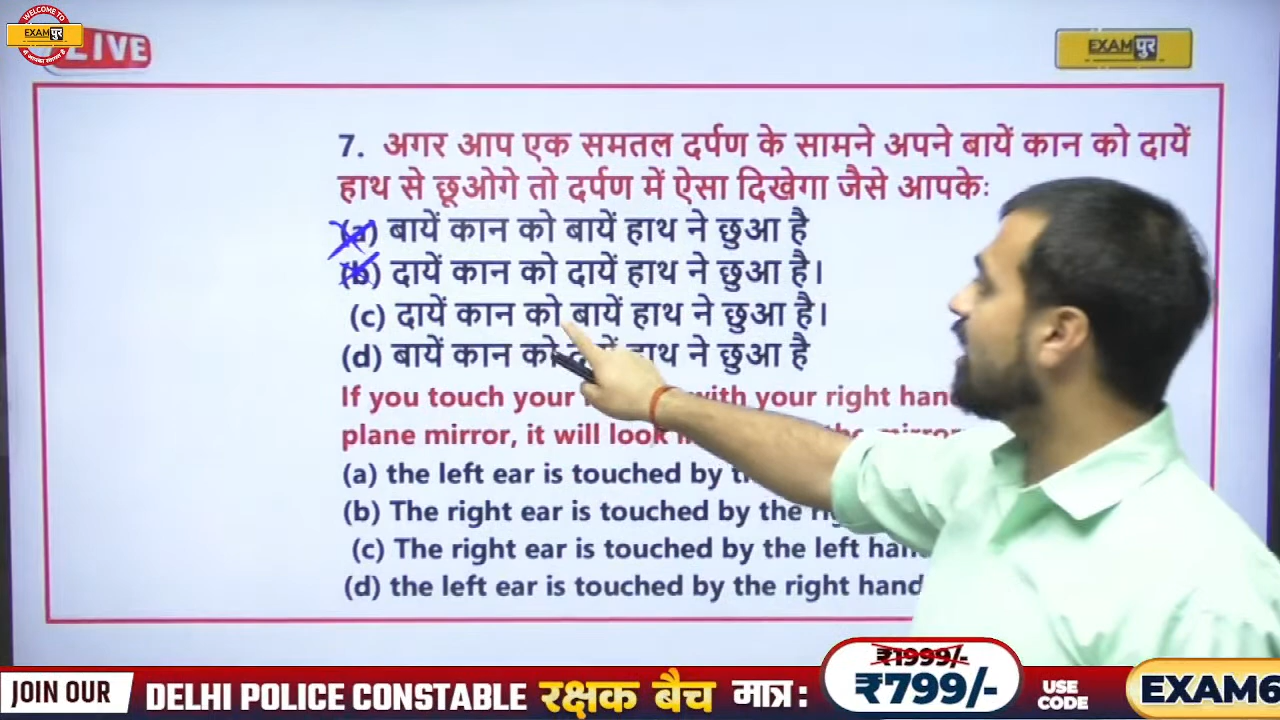 WELCOME TO
EXAMपुर
LIVE
EXAMपुर
7. अगर आप एक समतल दर्पण के सामने अपने बायें कान को दायें
हाथ से छूओगे तो दर्पण में ऐसा दिखेगा जैसे आपकेः
(a) बायें कान को बायें हाथ ने छुआ है
(b) दायें कान को दायें हाथ ने छुआ है।
(c) दायें कान को बायें हाथ ने छुआ है।
(d) बायें कान को हाथ ने छुआ है
If you touch your with your right
plane mirror, it will look
(a) the left ear is touched by
(b) The right ear is touched by the
(c) The right ear is touched by the left
(d) the left ear is touched by the right hand
JOIN OUR DELHI POLICE CONSTABLE रक्षक बैच मात्र : ₹1999/-
₹799/- USE CODE EXAM6